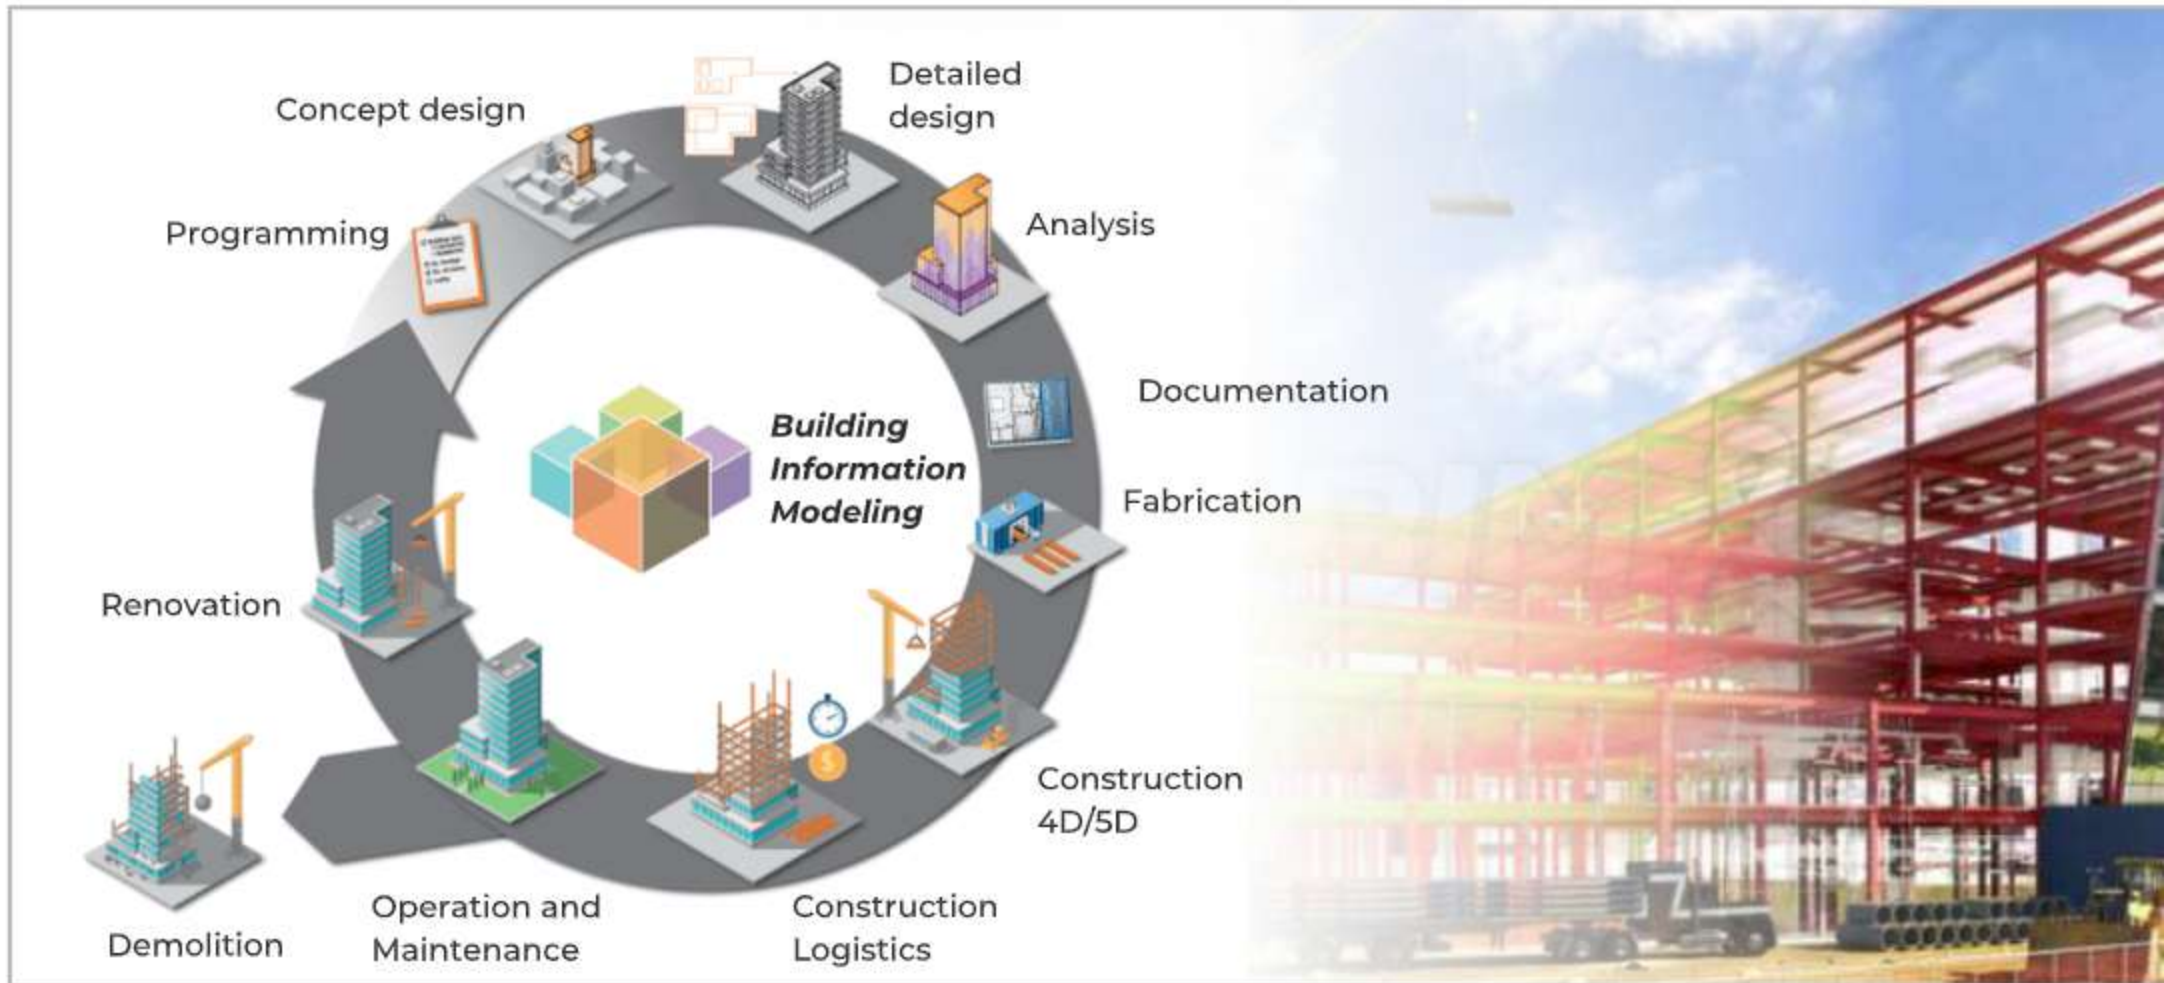 Concept design
Detailed
design
Programming
Analysis
Building
Information
Modeling
Documentation
Fabrication
Renovation
Construction
4D/5D
Operation and
Maintenance
Construction
Logistics
Demolition